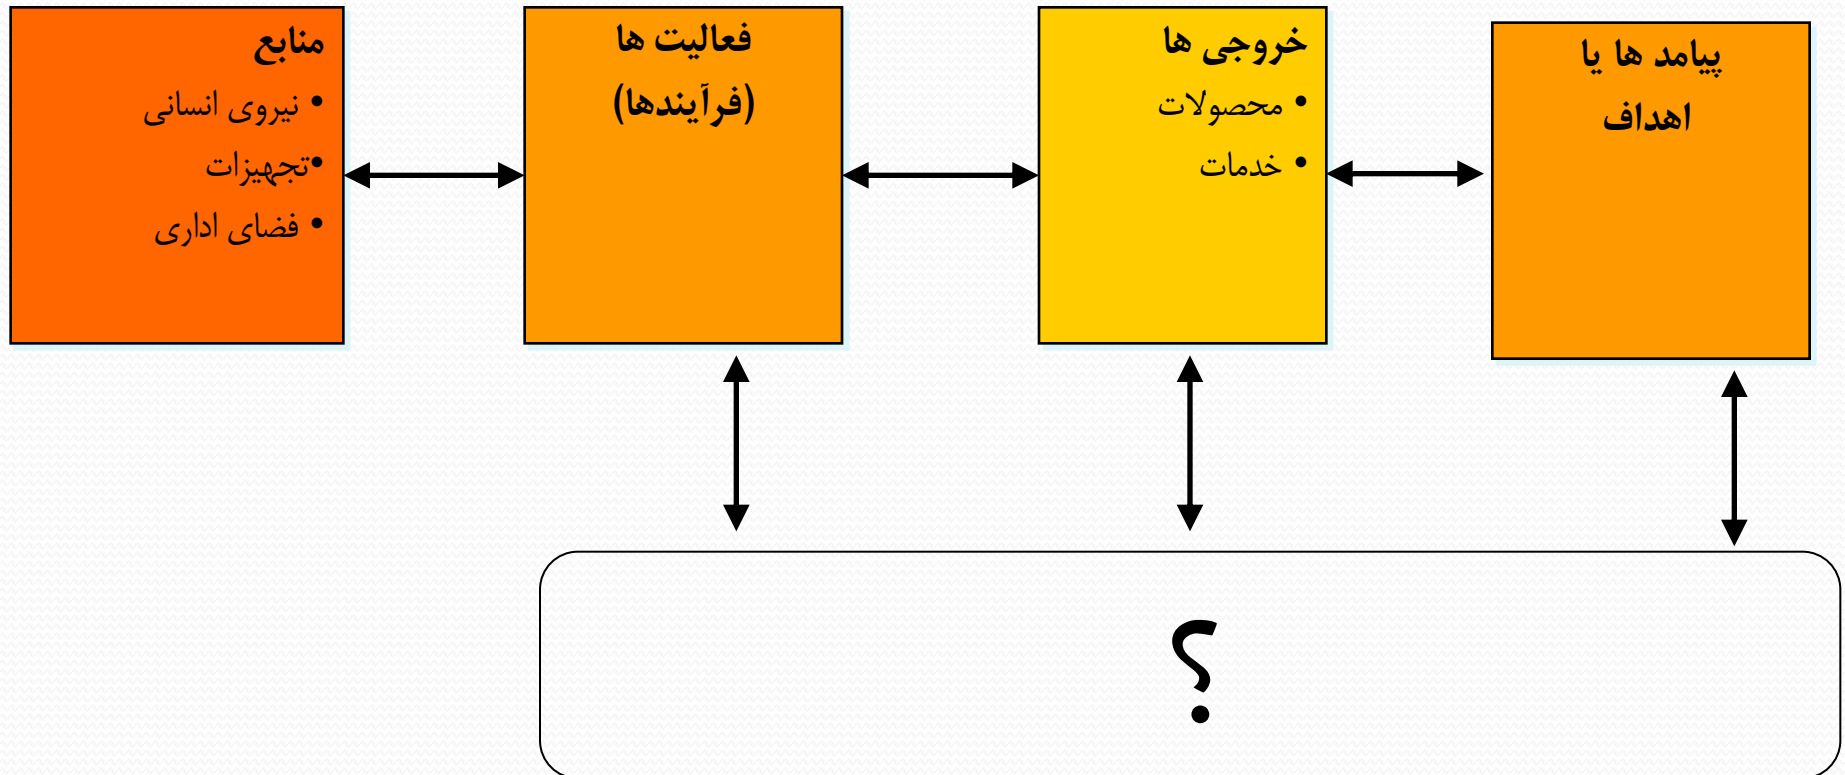 منابع
• نیروی انسانی
•تجهیزات
• فضای اداری
فعالیت ها
(فرآیندها)
خروجی ها
• محصولات
• خدمات
پیامد ها یا
اهداف
؟